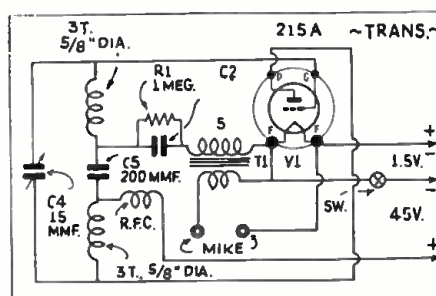 3T.
5/8" DIA.
215A
~TRANS.~
R1
1 MEG.
C2
D
G
S
F
F
+
T1
V1
C5
200 MMF.
1.5V.
−
C4
15
MMF.
R.F.C.
SW.
−
45V.
MIKE
3T., 5/8" DIA.
+